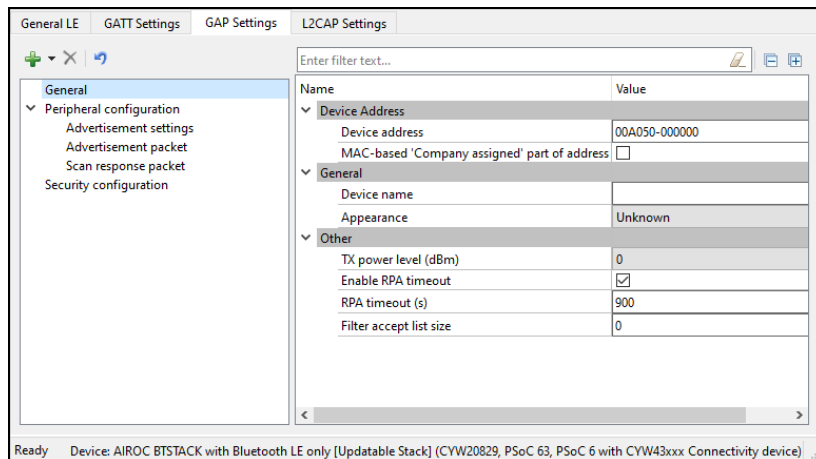 General LE GATT Settings GAP Settings L2CAP Settings
Enter filter text...
General
Peripheral configuration
Advertisement settings
Advertisement packet
Scan response packet
Security configuration
Name Value
Device Address
Device address 00A050-000000
MAC-based 'Company assigned' part of address
General
Device name
Appearance Unknown
Other
TX power level (dBm) 0
Enable RPA timeout
RPA timeout (s) 900
Filter accept list size 0
Ready Device: AIROC BTSTACK with Bluetooth LE only [Updatable Stack] (CYW20829, PSoC 63, PSoC 6 with CYW43xxx Connectivity device)